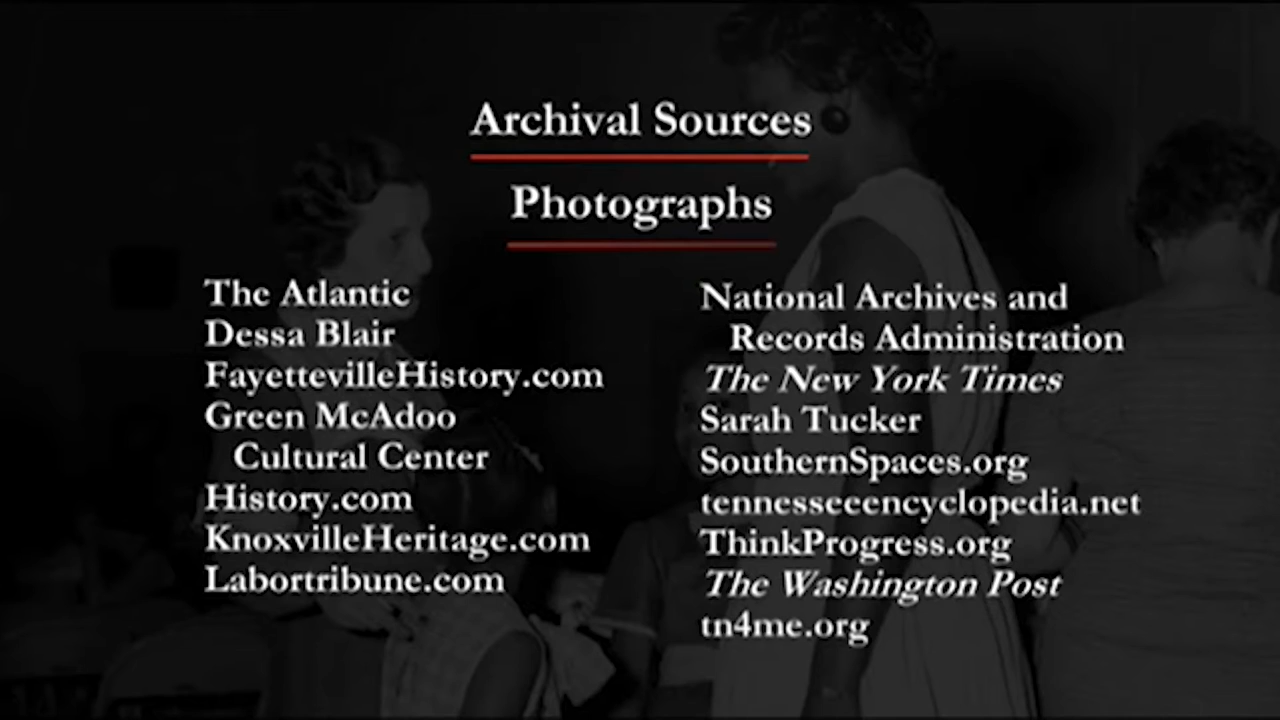 Archival Sources
Photographs
The Atlantic
Dessa Blair
FayettevilleHistory.com
Green McAdoo
Cultural Center
History.com
KnoxvilleHeritage.com
Labortribune.com
National Archives and
Records Administration
The New York Times
Sarah Tucker
SouthernSpaces.org
tennesseeencyclopedia.net
ThinkProgress.org
The Washington Post
tn4me.org